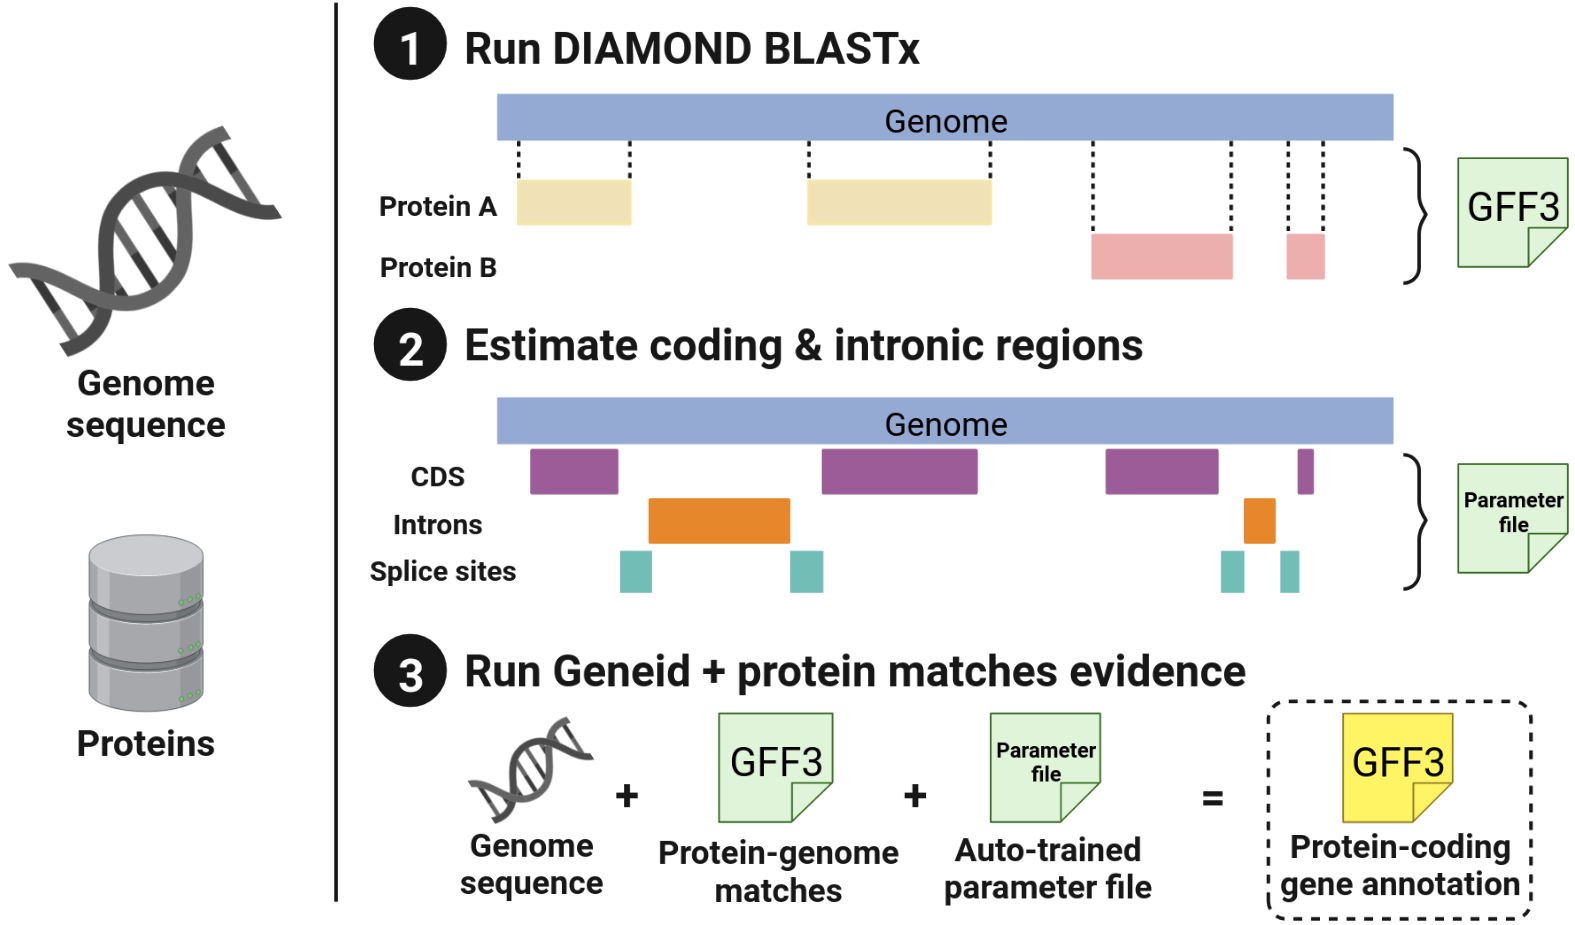 Genome
sequence
Proteins
1 Run DIAMOND BLASTx
Genome
Protein A
Protein B
GFF3
2 Estimate coding & intronic regions
Genome
CDS
Introns
Splice sites
Parameter
file
3 Run Geneid + protein matches evidence
Genome
sequence
+
GFF3
Protein-genome
matches
+
Parameter
file
Auto-trained
parameter file
=
GFF3
Protein-coding
gene annotation